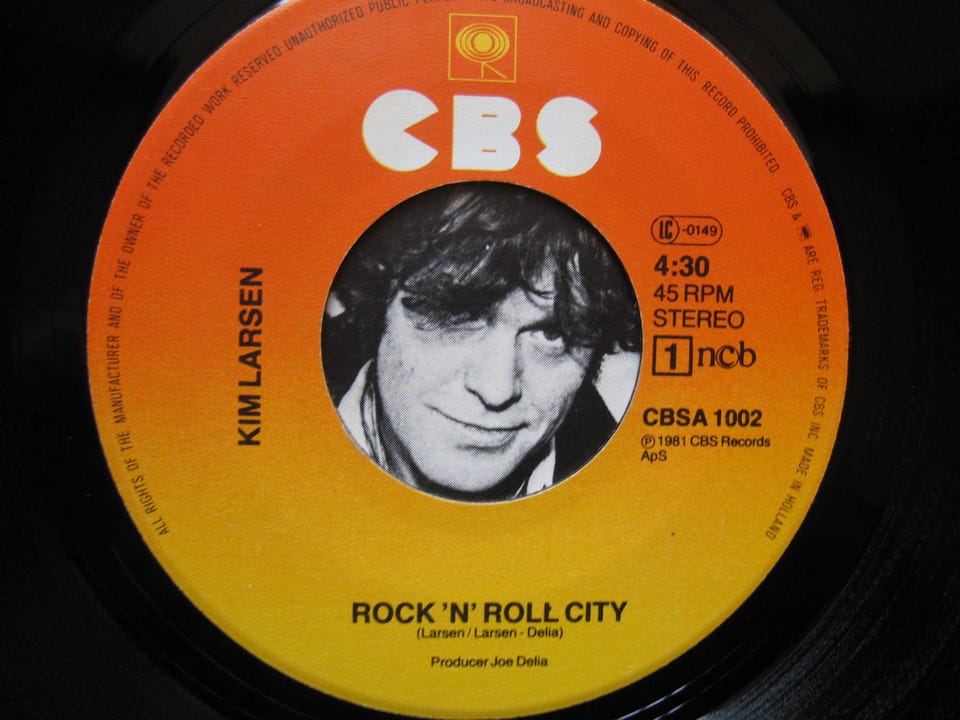 ALL RIGHTS OF THE MANUFACTURER AND OF THE OWNER OF THE RECORDED WORK RESERVED UNAUTHORIZED PUBLIC BROADCASTING AND COPYING OF THIS RECORD PROHIBITED. CBS & ARE REG. TRADEMARKS OF CBS INC MADE IN HOLLAND
CBS
KIM LARSEN
LC-0149
4:30
45 RPM
STEREO
1 ncb
CBSA 1002
℗ 1981 CBS Records
ApS
ROCK 'N' ROLL CITY
(Larsen / Larsen - Delia)
Producer Joe Delia